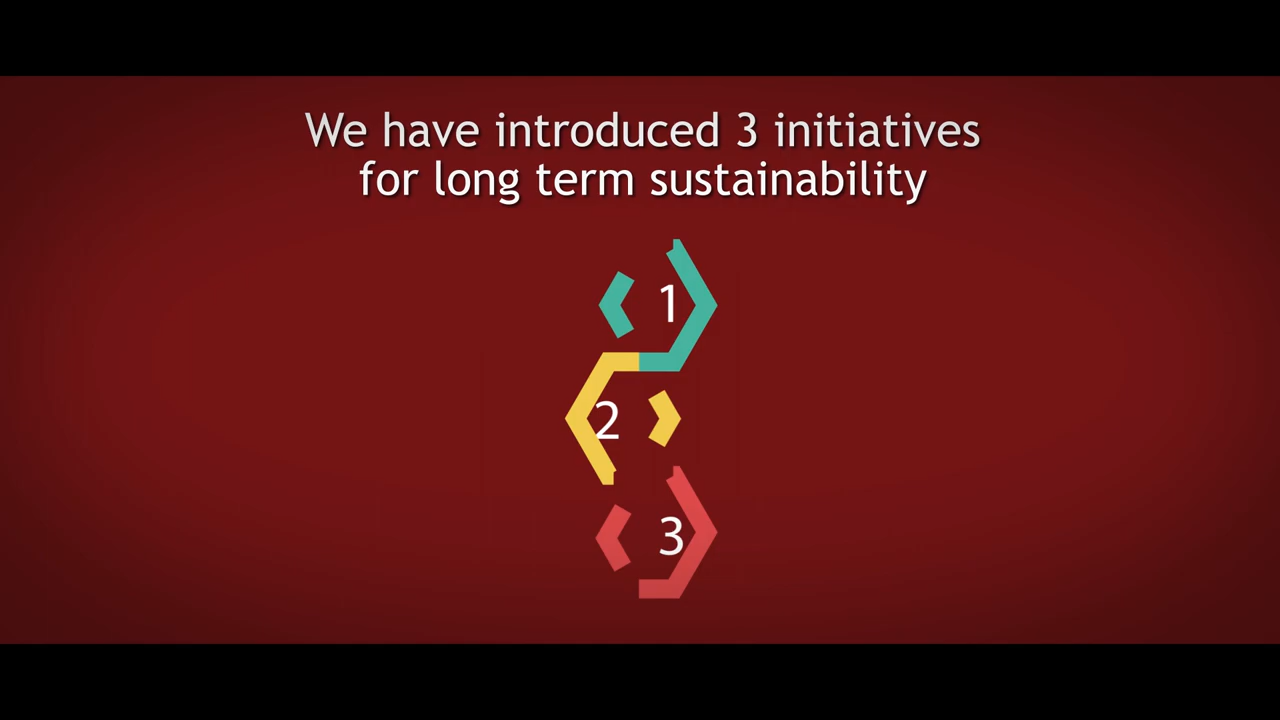 We have introduced 3 initiatives
for long term sustainability
1
2
3